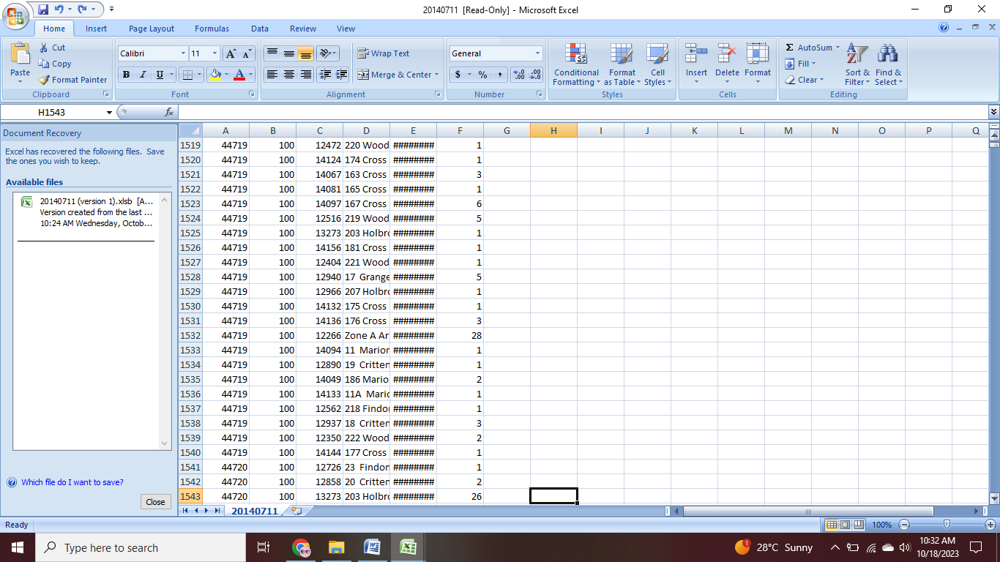 20140711 [Read-Only] - Microsoft Excel
Home Insert Page Layout Formulas Data Review View
Paste
Cut
Copy
Format Painter
Clipboard
Calibri 11
B I U
Font
Wrap Text
Merge & Center
Alignment
General
$ % ,
Number
Conditional Formatting
Format as Table
Cell Styles
Styles
Insert Delete Format
Cells
Σ AutoSum
Fill
Clear
Sort & Filter
Find & Select
Editing
H1543 fx
Document Recovery
Excel has recovered the following files. Save
the ones you wish to keep.
Available files
20140711 (version 1).xlsb [A...
Version created from the last ...
10:24 AM Wednesday, Octob...
Which file do I want to save?
Close
A B C D E F G H I J K L M N O P Q
1519 44719 100 12472 220 Wood ######## 1
1520 44719 100 14124 174 Cross ######## 1
1521 44719 100 14067 163 Cross ######## 3
1522 44719 100 14081 165 Cross ######## 1
1523 44719 100 14097 167 Cross ######## 6
1524 44719 100 12516 219 Wood ######## 5
1525 44719 100 13273 203 Holbro ######## 1
1526 44719 100 14156 181 Cross ######## 1
1527 44719 100 12404 221 Wood ######## 1
1528 44719 100 12940 17 Grange ######## 5
1529 44719 100 12966 207 Holbro ######## 1
1530 44719 100 14132 175 Cross ######## 1
1531 44719 100 14136 176 Cross ######## 3
1532 44719 100 12266 Zone A Ar ######## 28
1533 44719 100 14094 11 Marion ######## 1
1534 44719 100 12890 19 Critten ######## 1
1535 44719 100 14049 186 Mario ######## 2
1536 44719 100 14133 11A Mario ######## 1
1537 44719 100 12562 218 Findon ######## 1
1538 44719 100 12937 18 Critten ######## 3
1539 44719 100 12350 222 Wood ######## 2
1540 44719 100 14144 177 Cross ######## 1
1541 44720 100 12726 23 Findon ######## 1
1542 44720 100 12858 20 Critten ######## 2
1543 44720 100 13273 203 Holbro ######## 26
20140711
Ready
100%
Type here to search
28°C Sunny
10:32 AM
10/18/2023